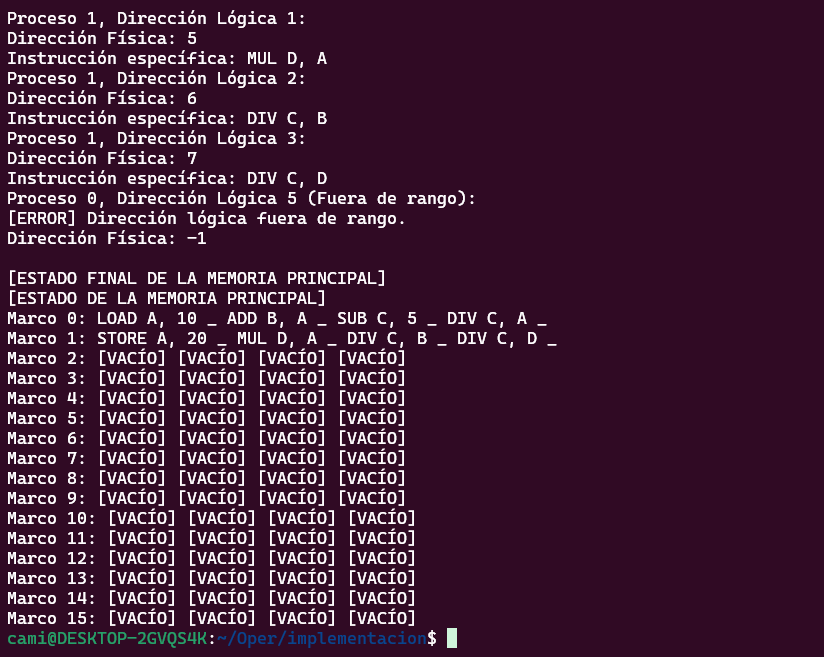 Proceso 1, Dirección Lógica 1:
Dirección Física: 5
Instrucción específica: MUL D, A
Proceso 1, Dirección Lógica 2:
Dirección Física: 6
Instrucción específica: DIV C, B
Proceso 1, Dirección Lógica 3:
Dirección Física: 7
Instrucción específica: DIV C, D
Proceso 0, Dirección Lógica 5 (Fuera de rango):
[ERROR] Dirección lógica fuera de rango.
Dirección Física: -1
[ESTADO FINAL DE LA MEMORIA PRINCIPAL]
[ESTADO DE LA MEMORIA PRINCIPAL]
Marco 0: LOAD A, 10 _ ADD B, A _ SUB C, 5 _ DIV C, A _
Marco 1: STORE A, 20 _ MUL D, A _ DIV C, B _ DIV C, D _
Marco 2: [VACÍO] [VACÍO] [VACÍO] [VACÍO]
Marco 3: [VACÍO] [VACÍO] [VACÍO] [VACÍO]
Marco 4: [VACÍO] [VACÍO] [VACÍO] [VACÍO]
Marco 5: [VACÍO] [VACÍO] [VACÍO] [VACÍO]
Marco 6: [VACÍO] [VACÍO] [VACÍO] [VACÍO]
Marco 7: [VACÍO] [VACÍO] [VACÍO] [VACÍO]
Marco 8: [VACÍO] [VACÍO] [VACÍO] [VACÍO]
Marco 9: [VACÍO] [VACÍO] [VACÍO] [VACÍO]
Marco 10: [VACÍO] [VACÍO] [VACÍO] [VACÍO]
Marco 11: [VACÍO] [VACÍO] [VACÍO] [VACÍO]
Marco 12: [VACÍO] [VACÍO] [VACÍO] [VACÍO]
Marco 13: [VACÍO] [VACÍO] [VACÍO] [VACÍO]
Marco 14: [VACÍO] [VACÍO] [VACÍO] [VACÍO]
Marco 15: [VACÍO] [VACÍO] [VACÍO] [VACÍO]
cami@DESKTOP-2GVQS4K:~/Oper/implementacion$